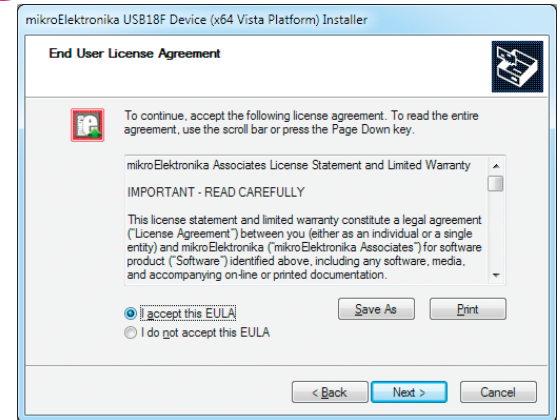 mikroElektronika USB18F Device (x64 Vista Platform) Installer
End User License Agreement
To continue, accept the following license agreement. To read the entire
agreement, use the scroll bar or press the Page Down key.
mikroElektronika Associates License Statement and Limited Warranty
IMPORTANT - READ CAREFULLY
This license statement and limited warranty constitute a legal agreement
("License Agreement") between you (either as an individual or a single
entity) and mikroElektronika ("mikroElektronika Associates") for software
product ("Software") identified above, including any software, media,
and accompanying on-line or printed documentation.
I accept this EULA
Save As
Print
I do not accept this EULA
< Back
Next >
Cancel